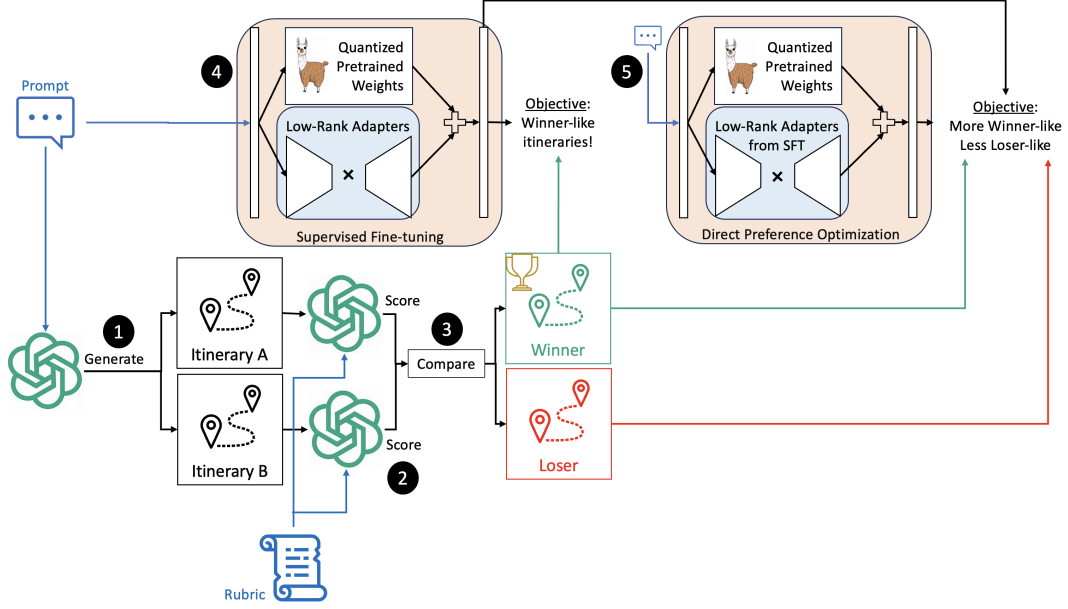 4
Quantized
Pretrained
Weights
Low-Rank Adapters
×
Supervised Fine-tuning
Objective:
Winner-like
itineraries!
5
Quantized
Pretrained
Weights
Low-Rank Adapters
from SFT
×
Direct Preference Optimization
Objective:
More Winner-like
Less Loser-like
Prompt
1
Generate
Itinerary A
Itinerary B
Score
Score
2
3
Compare
Winner
Loser
Rubric